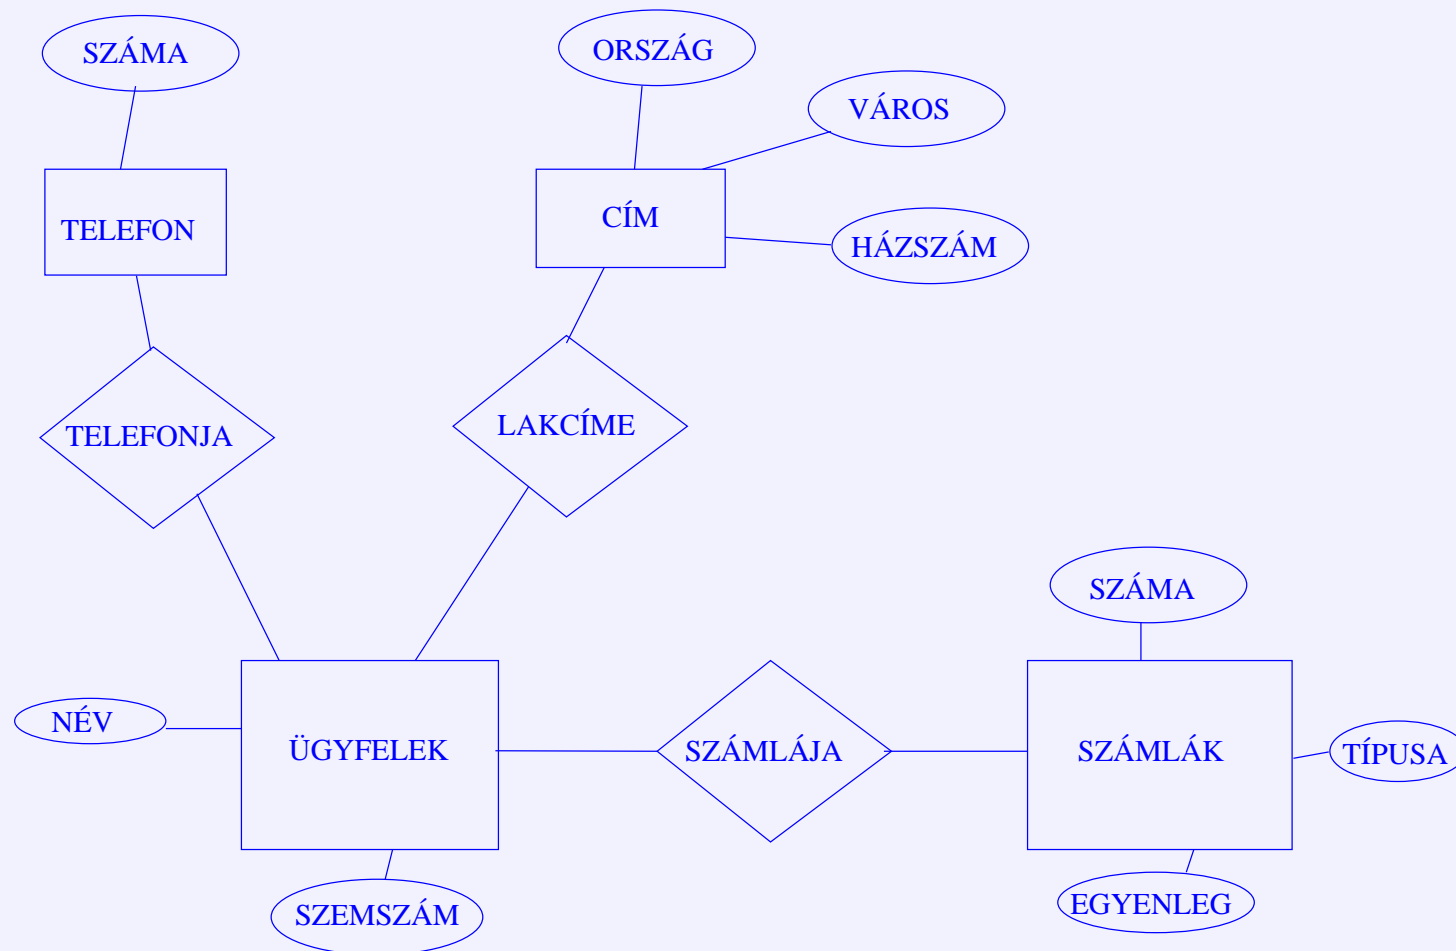 SZÁMA
ORSZÁG
VÁROS
TELEFON
CÍM
HÁZSZÁM
TELEFONJA
LAKCÍME
SZÁMA
NÉV
ÜGYFELEK
SZÁMLÁJA
SZÁMLÁK
TÍPUSA
SZEMSZÁM
EGYENLEG